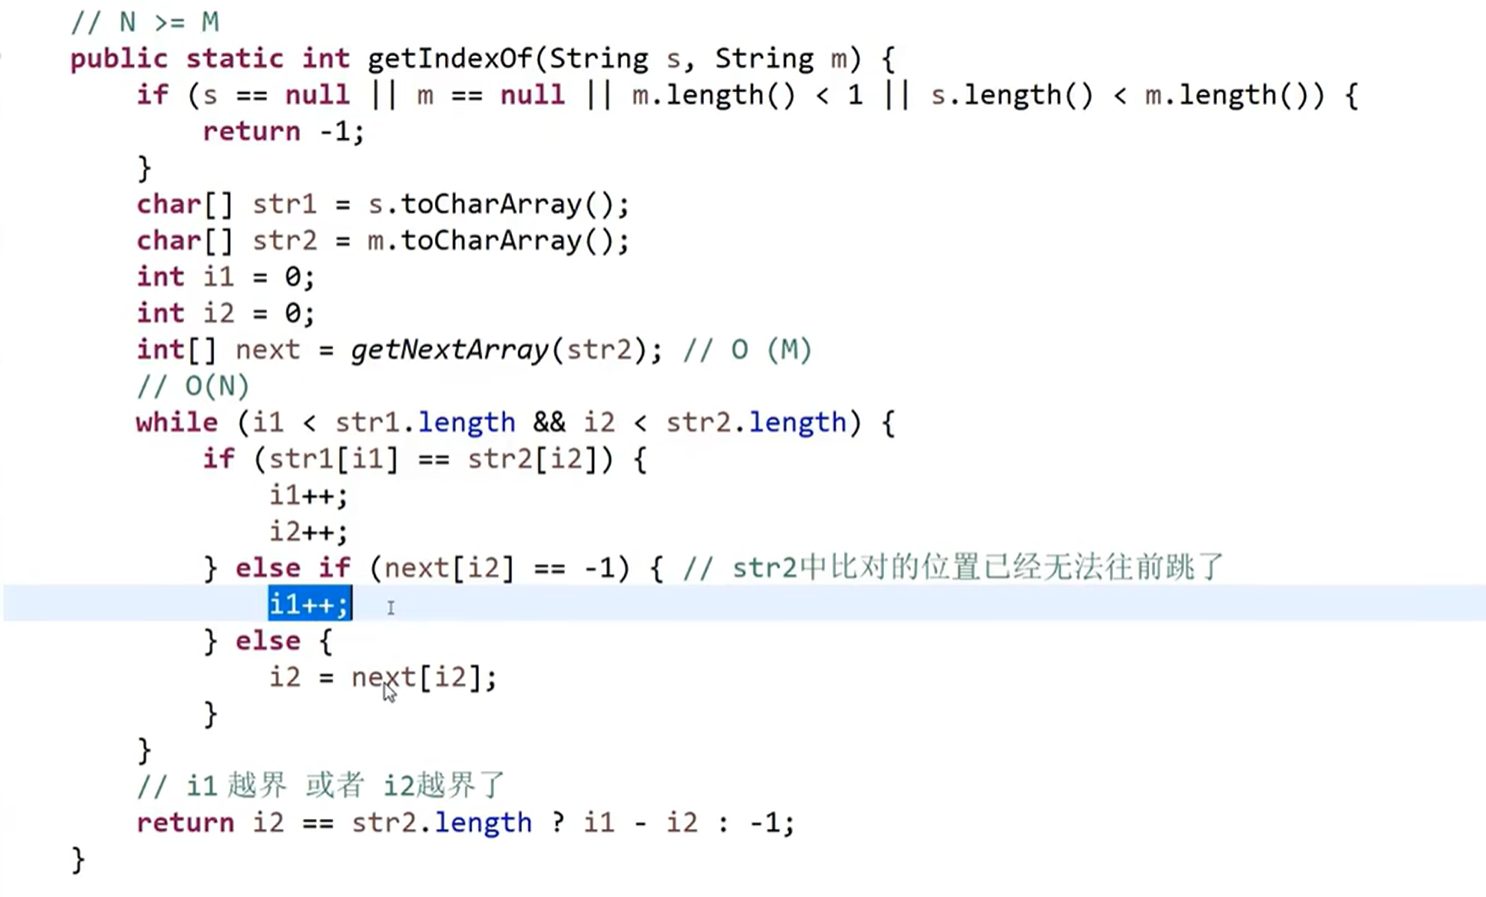 // N >= M
public static int getIndexOf(String s, String m) {
if (s == null || m == null || m.length() < 1 || s.length() < m.length()) {
return -1;
}
char[] str1 = s.toCharArray();
char[] str2 = m.toCharArray();
int i1 = 0;
int i2 = 0;
int[] next = getNextArray(str2); // O (M)
// O(N)
while (i1 < str1.length && i2 < str2.length) {
if (str1[i1] == str2[i2]) {
i1++;
i2++;
} else if (next[i2] == -1) { // str2中比对的位置已经无法往前跳了
i1++;
} else {
i2 = next[i2];
}
}
// i1 越界 或者 i2越界了
return i2 == str2.length ? i1 - i2 : -1;
}